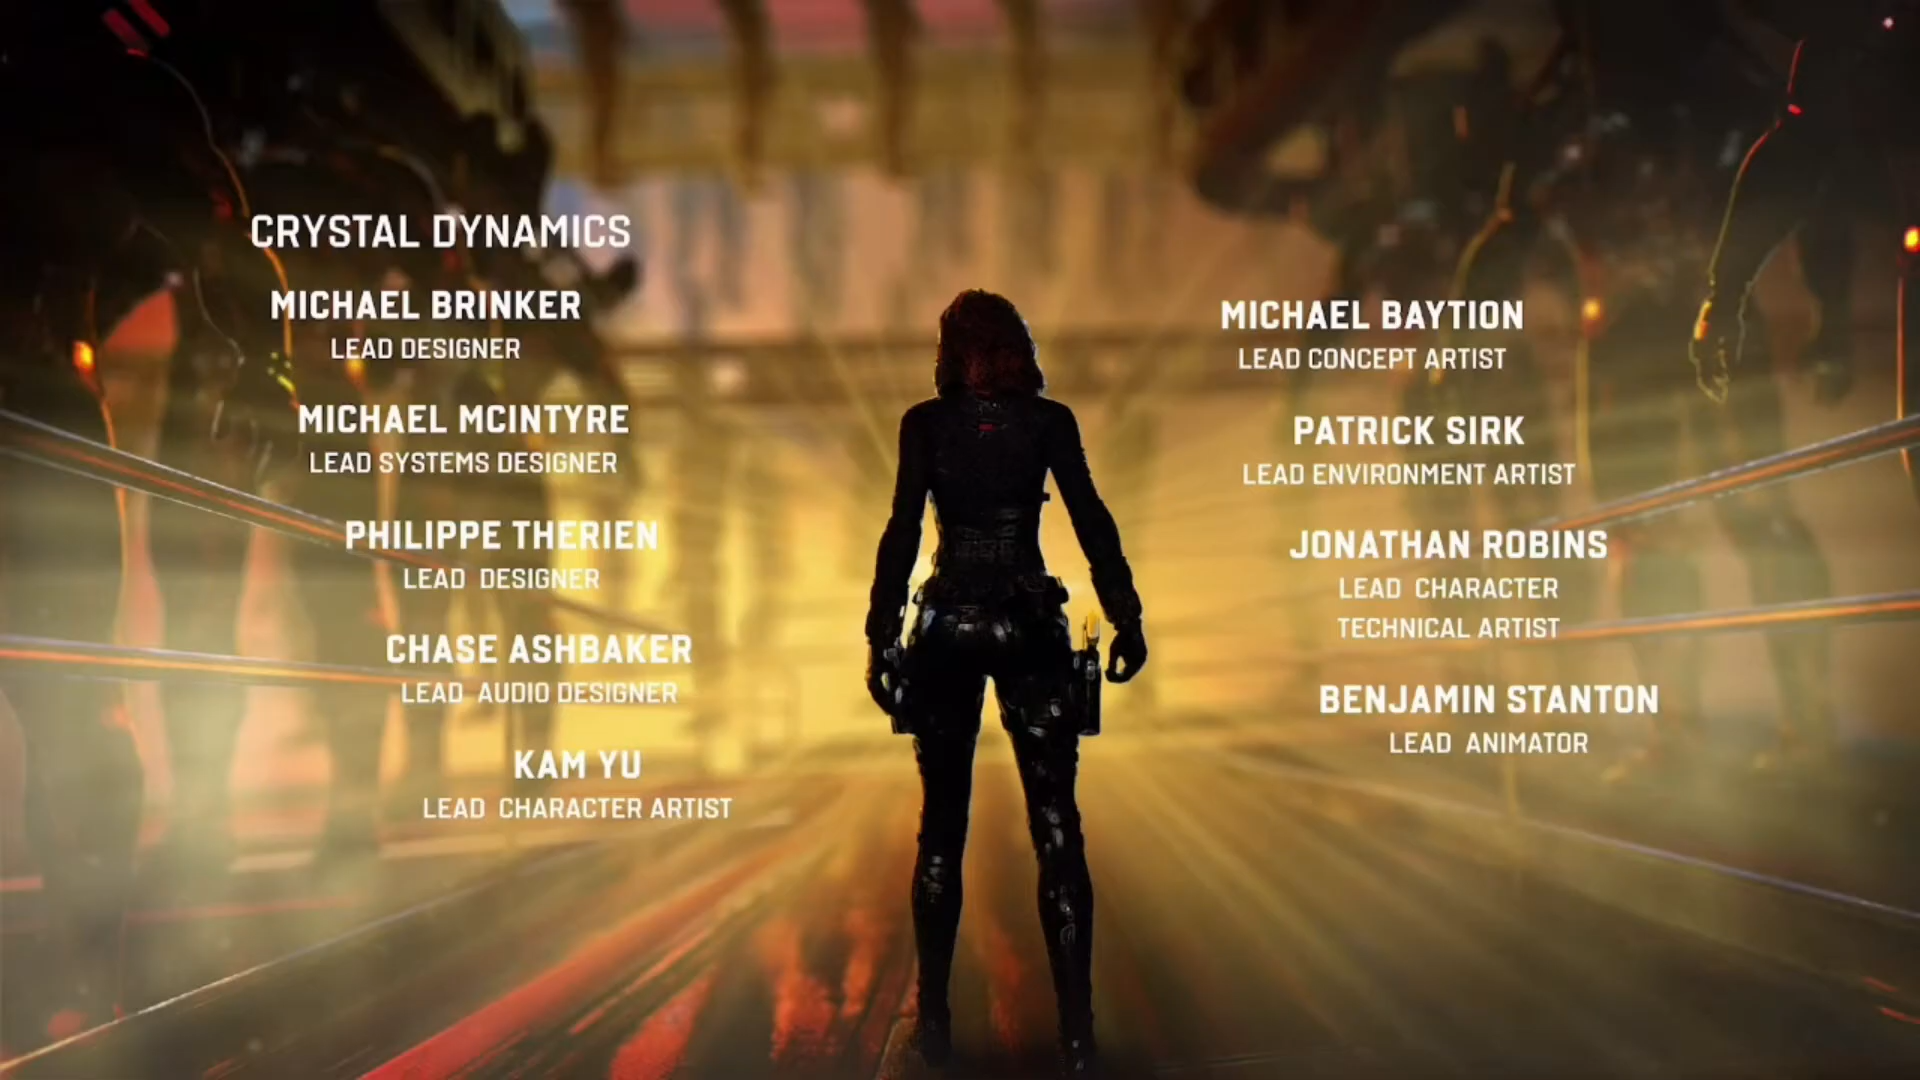 CRYSTAL DYNAMICS
MICHAEL BRINKER
LEAD DESIGNER
MICHAEL MCINTYRE
LEAD SYSTEMS DESIGNER
PHILIPPE THERIEN
LEAD DESIGNER
CHASE ASHBAKER
LEAD AUDIO DESIGNER
KAM YU
LEAD CHARACTER ARTIST
MICHAEL BAYTION
LEAD CONCEPT ARTIST
PATRICK SIRK
LEAD ENVIRONMENT ARTIST
JONATHAN ROBINS
LEAD CHARACTER
TECHNICAL ARTIST
BENJAMIN STANTON
LEAD ANIMATOR